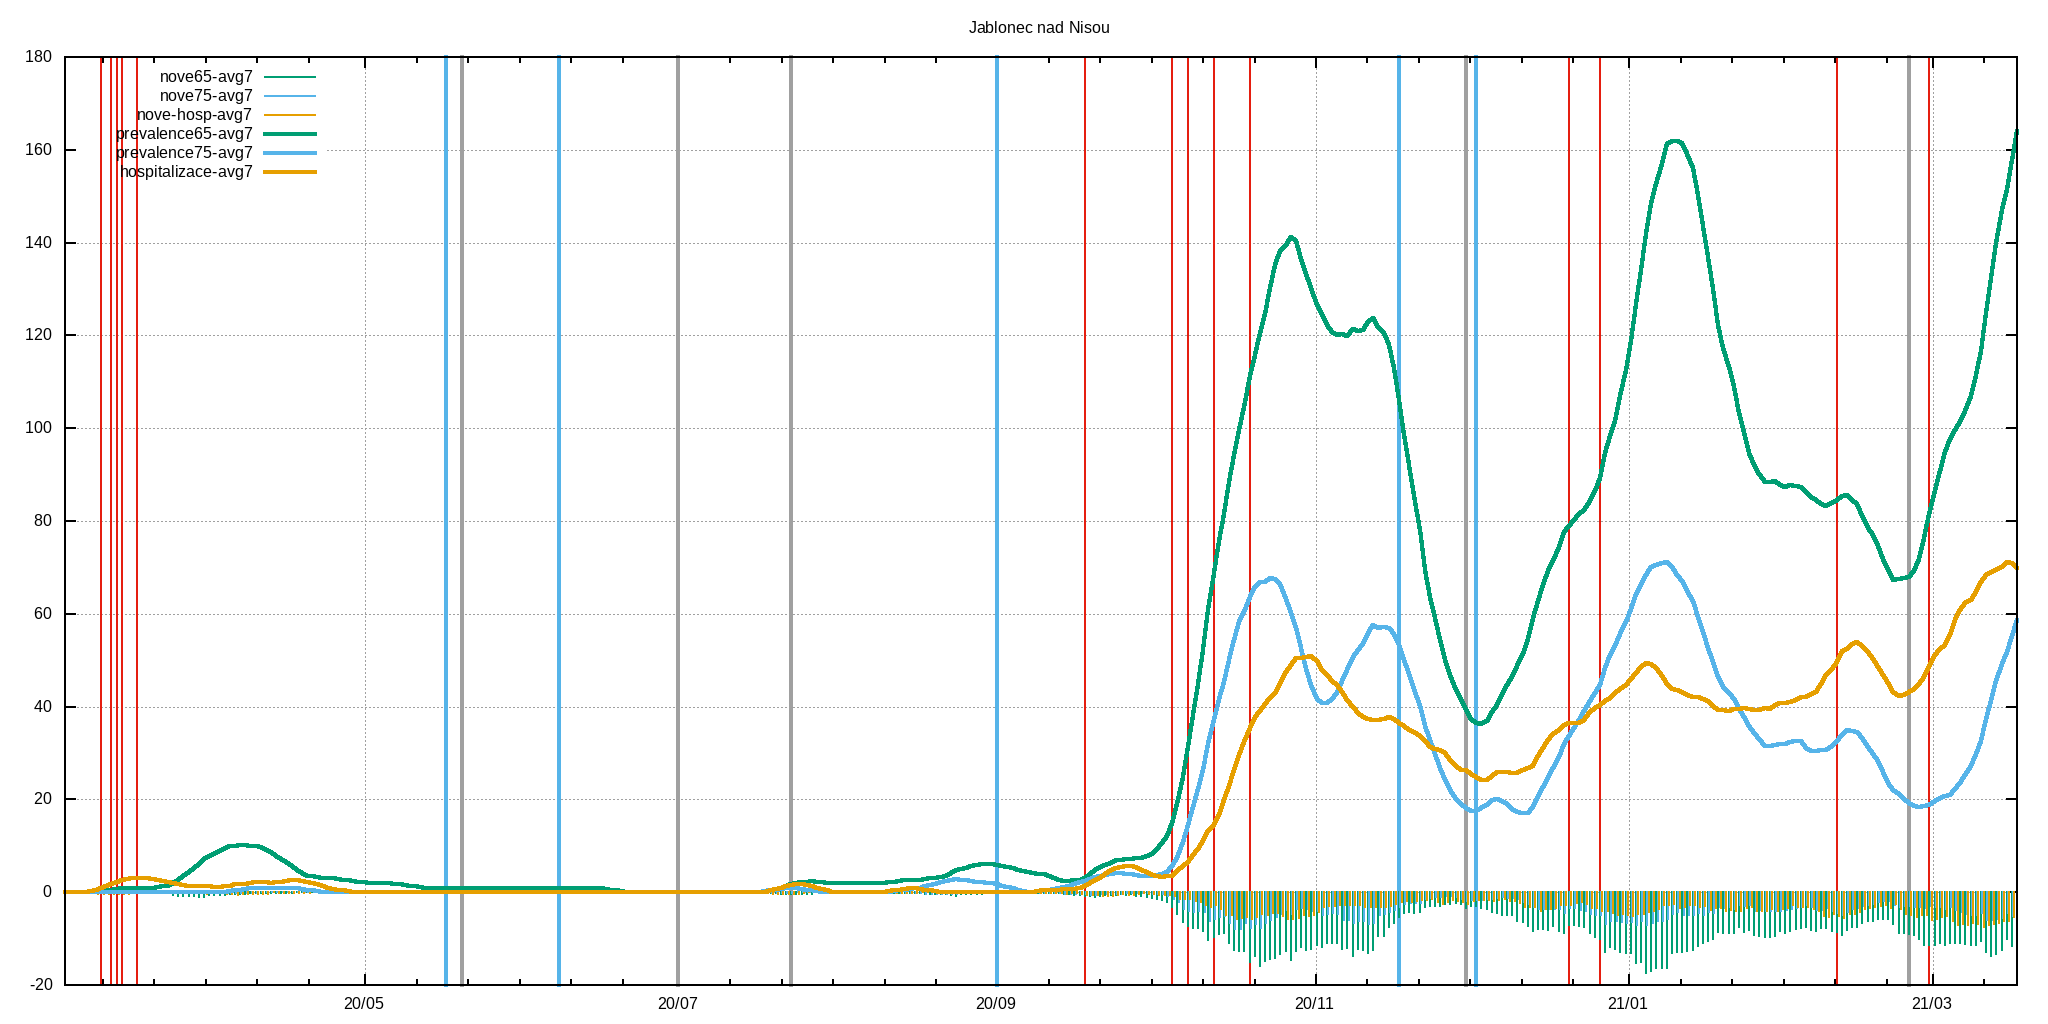 Jablonec nad Nisou
180
160
140
120
100
80
60
40
20
0
-20
nove65-avg7
nove75-avg7
nove-hosp-avg7
prevalence65-avg7
prevalence75-avg7
hospitalizace-avg7
20/05
20/07
20/09
20/11
21/01
21/03